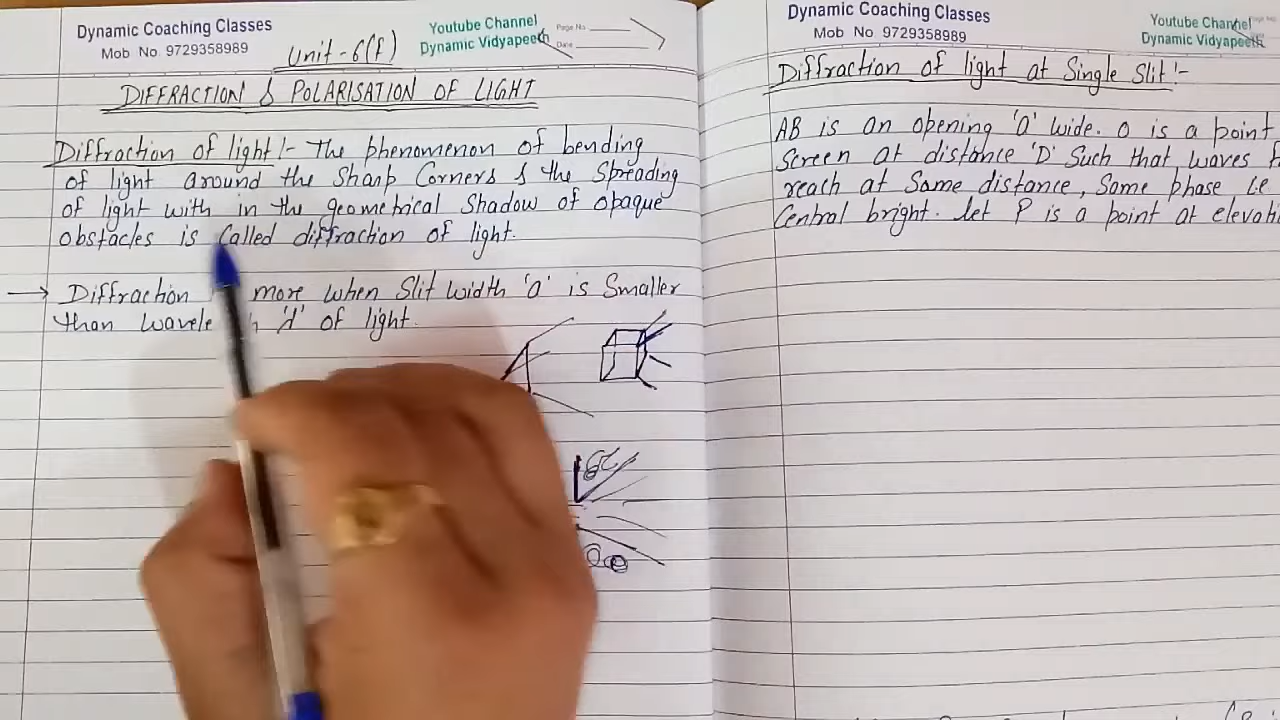 Dynamic Coaching Classes
Mob No. 9729358989
Youtube Channel
Dynamic Vidyapeeth
Page No.
Date
Unit-6(f)
DIFFRACTION & POLARISATION OF LIGHT
Diffraction of light :- The phenomenon of bending
of light around the Sharp Corners & the Spreading
of light with in the geometrical Shadow of opaque
obstacles is Called diffraction of light.
→ Diffraction more when Slit width 'a' is Smaller
than wavele 'λ' of light.
Dynamic Coaching Classes
Mob No. 9729358989
Youtube Channel
Dynamic Vidyapeeth
Diffraction of light at Single Slit :-
AB is an opening 'a' wide. O is a point
Screen at distance 'D' Such that waves
reach at Same distance, Same phase i.e
Central bright. Let P is a point at